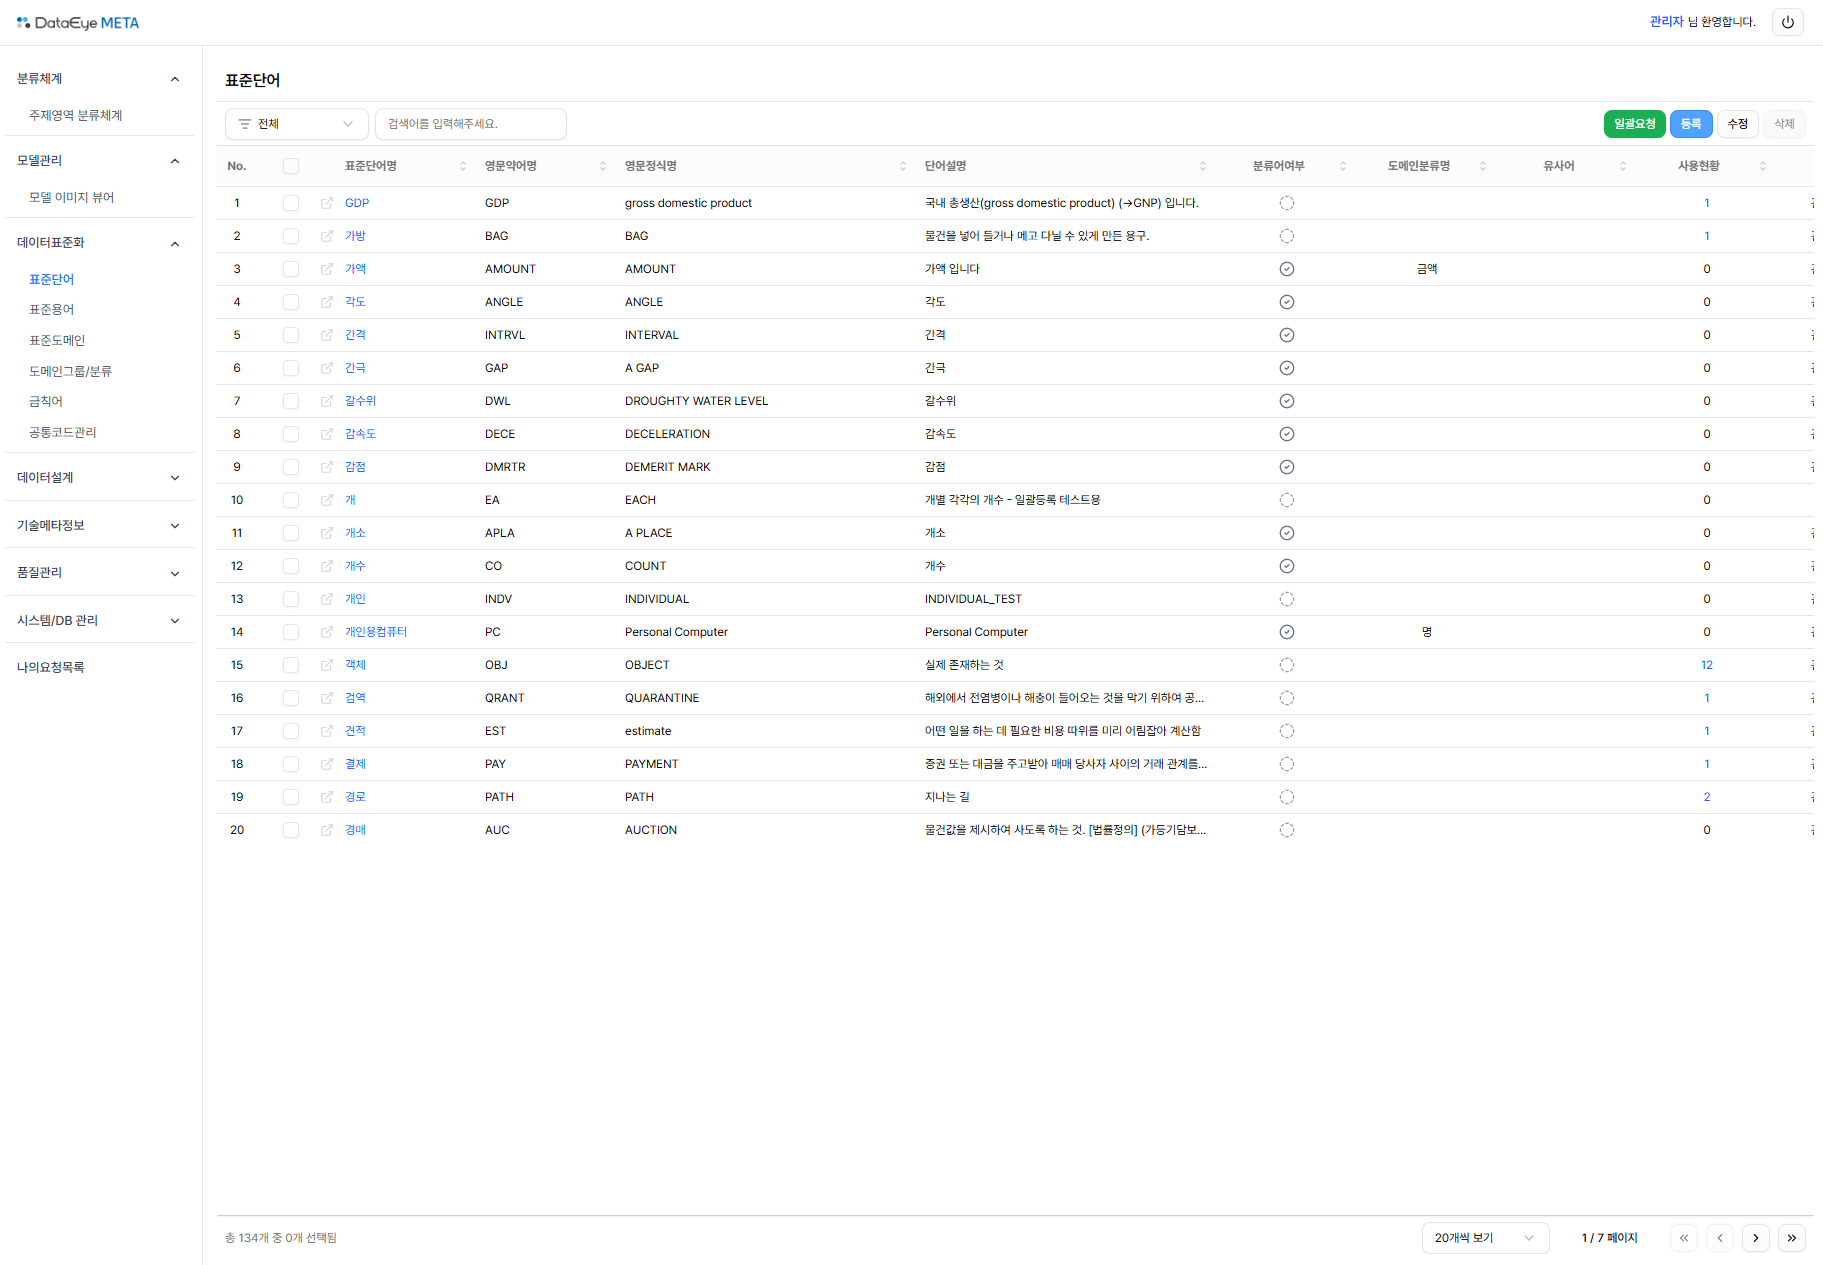 DataEye META
관리자 님 환영합니다.
분류체계
주제영역 분류체계
모델관리
모델 이미지 뷰어
데이터표준화
표준단어
표준용어
표준도메인
도메인그룹/분류
금칙어
공통코드관리
데이터설계
기술메타정보
품질관리
시스템/DB 관리
나의요청목록
표준단어
전체 검색어를 입력해주세요. 일괄요청 등록 수정 삭제
No. 표준단어명 영문약어명 영문정식명 단어설명 분류어여부 도메인분류명 유사어 사용현황
1 GDP GDP gross domestic product 국내 총생산(gross domestic product) (→GNP) 입니다. 1
2 가방 BAG BAG 물건을 넣어 들거나 메고 다닐 수 있게 만든 용구. 1
3 가액 AMOUNT AMOUNT 가액 입니다 금액 0
4 각도 ANGLE ANGLE 각도 0
5 간격 INTRVL INTERVAL 간격 0
6 간극 GAP A GAP 간극 0
7 갈수위 DWL DROUGHTY WATER LEVEL 갈수위 0
8 감속도 DECE DECELERATION 감속도 0
9 감점 DMRTR DEMERIT MARK 감점 0
10 개 EA EACH 개별 각각의 개수 - 일괄등록 테스트용 0
11 개소 APLA A PLACE 개소 0
12 개수 CO COUNT 개수 0
13 개인 INDV INDIVIDUAL INDIVIDUAL_TEST 0
14 개인용컴퓨터 PC Personal Computer Personal Computer 명 0
15 객체 OBJ OBJECT 실제 존재하는 것 12
16 검역 QRANT QUARANTINE 해외에서 전염병이나 해충이 들어오는 것을 막기 위하여 공... 1
17 견적 EST estimate 어떤 일을 하는 데 필요한 비용 따위를 미리 어림잡아 계산함 1
18 결제 PAY PAYMENT 증권 또는 대금을 주고받아 매매 당사자 사이의 거래 관계를... 1
19 경로 PATH PATH 지나는 길 2
20 경매 AUC AUCTION 물건값을 제시하여 사도록 하는 것. [법률정의] (가등기담보... 0
총 134개 중 0개 선택됨 20개씩 보기 1 / 7 페이지